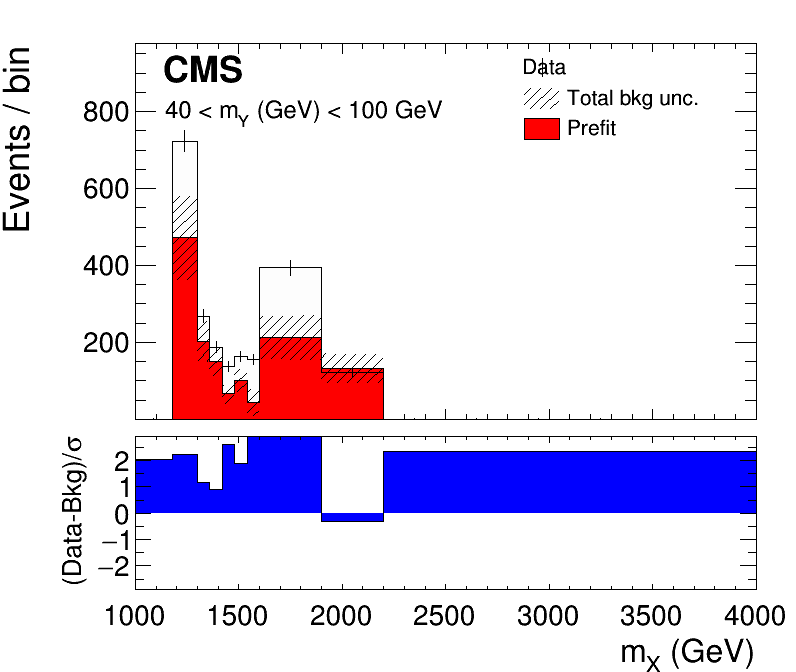 Events / bin
CMS
40 < mY (GeV) < 100 GeV
Data
Total bkg unc.
Prefit
800
600
400
200
(Data-Bkg)/σ
2
1
0
−1
−2
1000 1500 2000 2500 3000 3500 4000
mX (GeV)